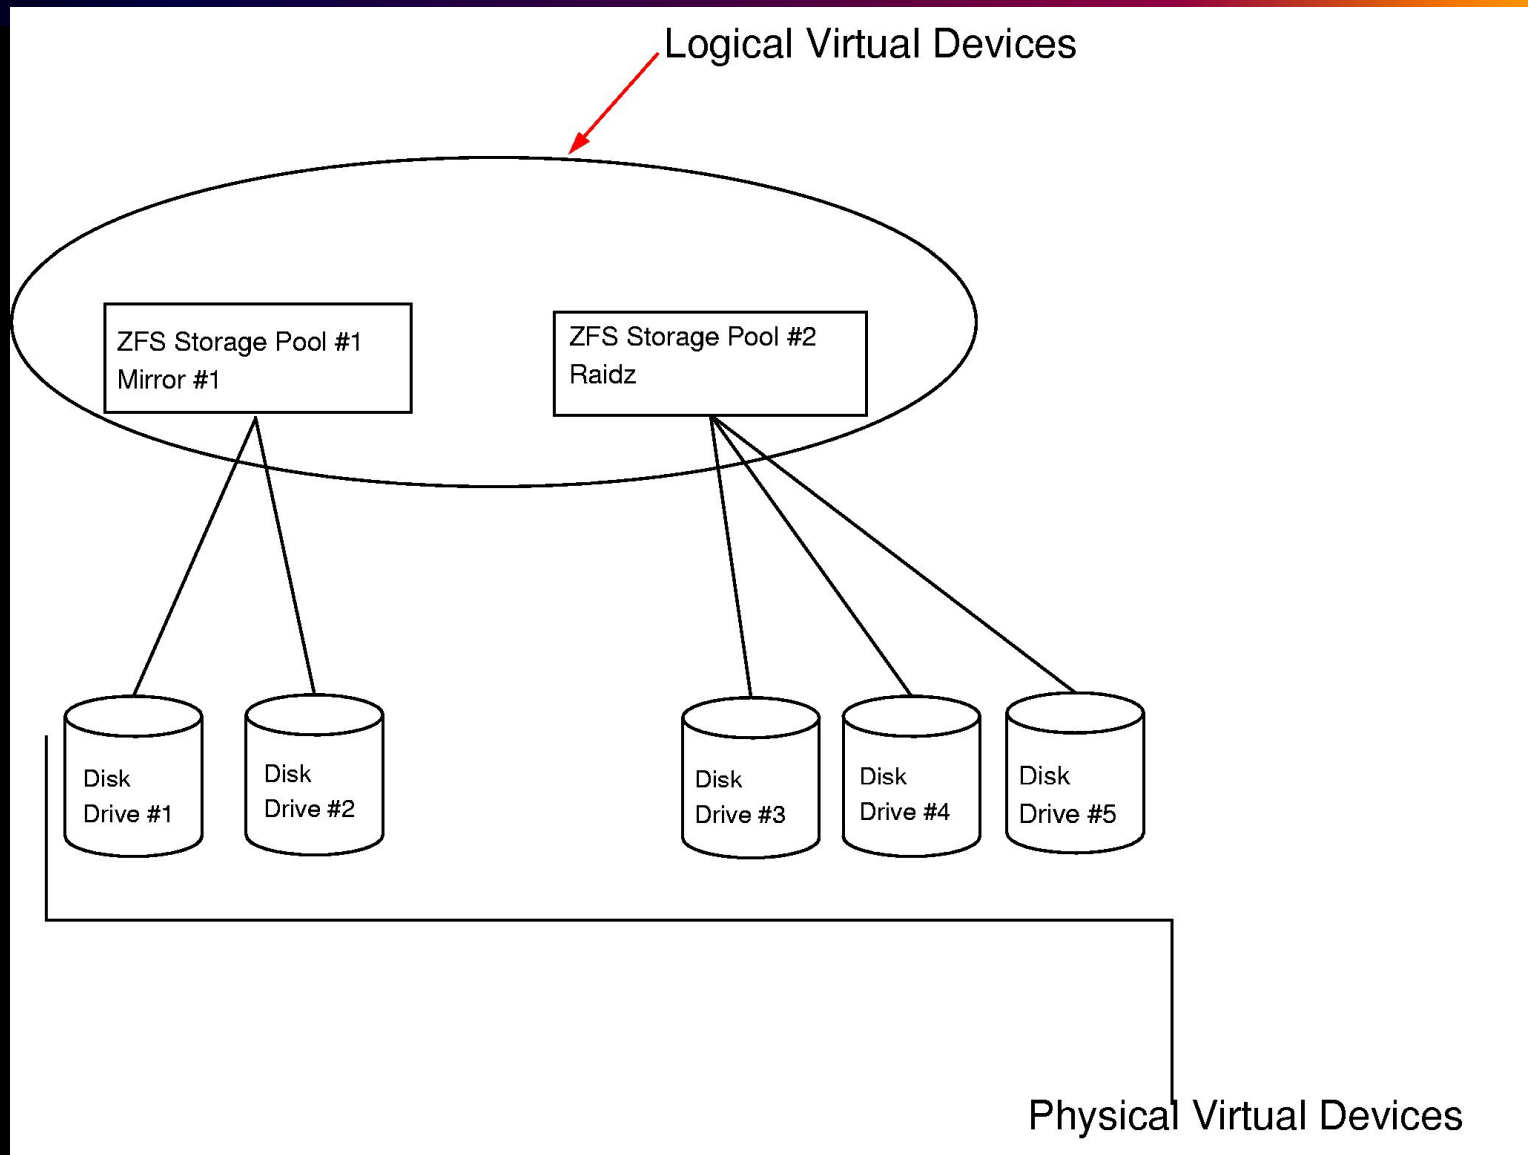 Logical Virtual Devices
ZFS Storage Pool #1
Mirror #1
ZFS Storage Pool #2
Raidz
Disk
Drive #1
Disk
Drive #2
Disk
Drive #3
Disk
Drive #4
Disk
Drive #5
Physical Virtual Devices